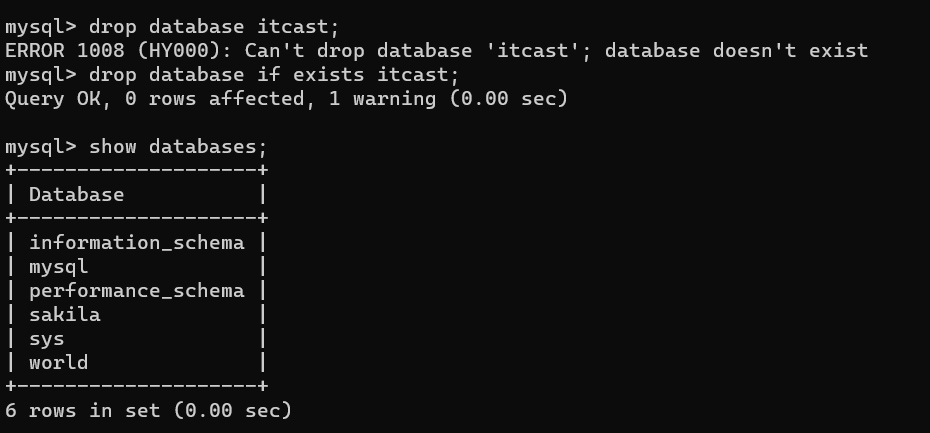 mysql> drop database itcast;
ERROR 1008 (HY000): Can't drop database 'itcast'; database doesn't exist
mysql> drop database if exists itcast;
Query OK, 0 rows affected, 1 warning (0.00 sec)

mysql> show databases;
+--------------------+
| Database           |
+--------------------+
| information_schema |
| mysql              |
| performance_schema |
| sakila             |
| sys                |
| world              |
+--------------------+
6 rows in set (0.00 sec)